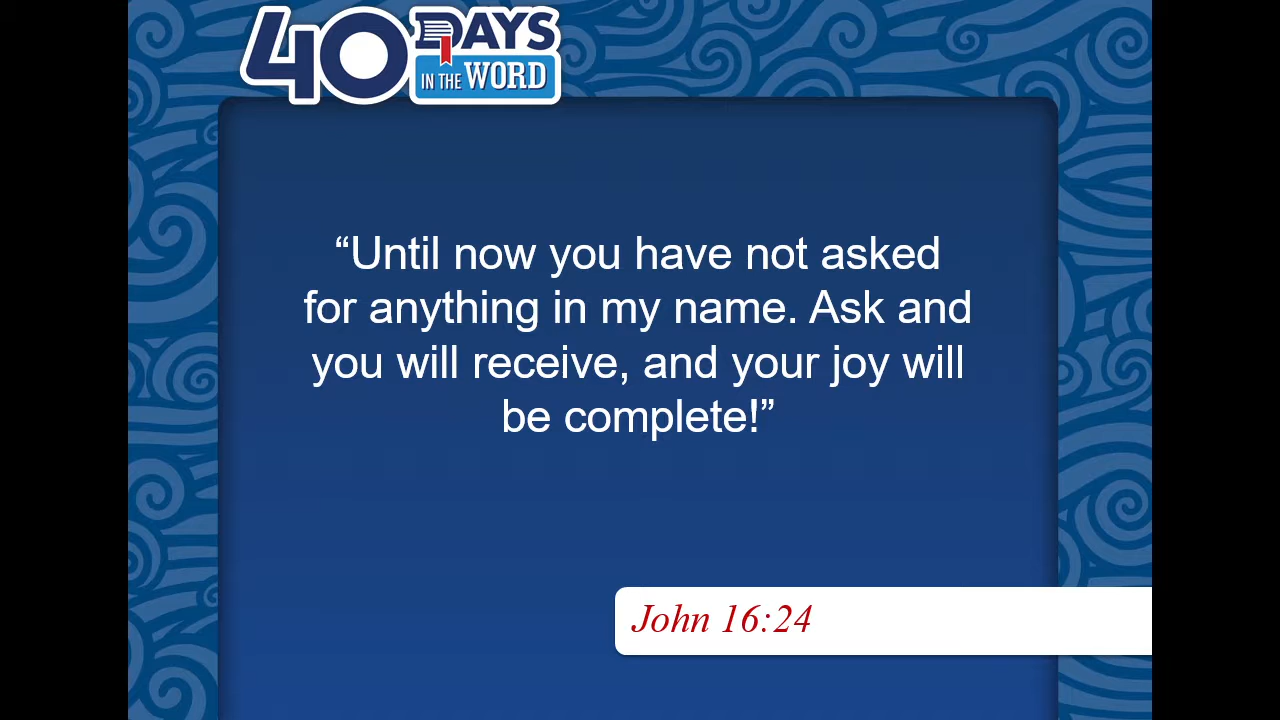 40 DAYS
IN THE WORD
“Until now you have not asked
for anything in my name. Ask and
you will receive, and your joy will
be complete!”
John 16:24